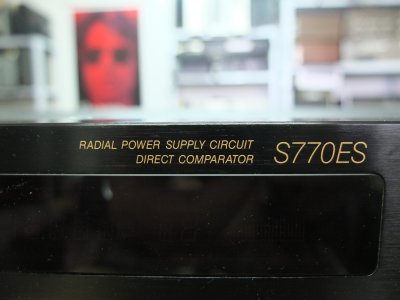 RADIAL POWER SUPPLY CIRCUIT
DIRECT COMPARATOR
S770ES